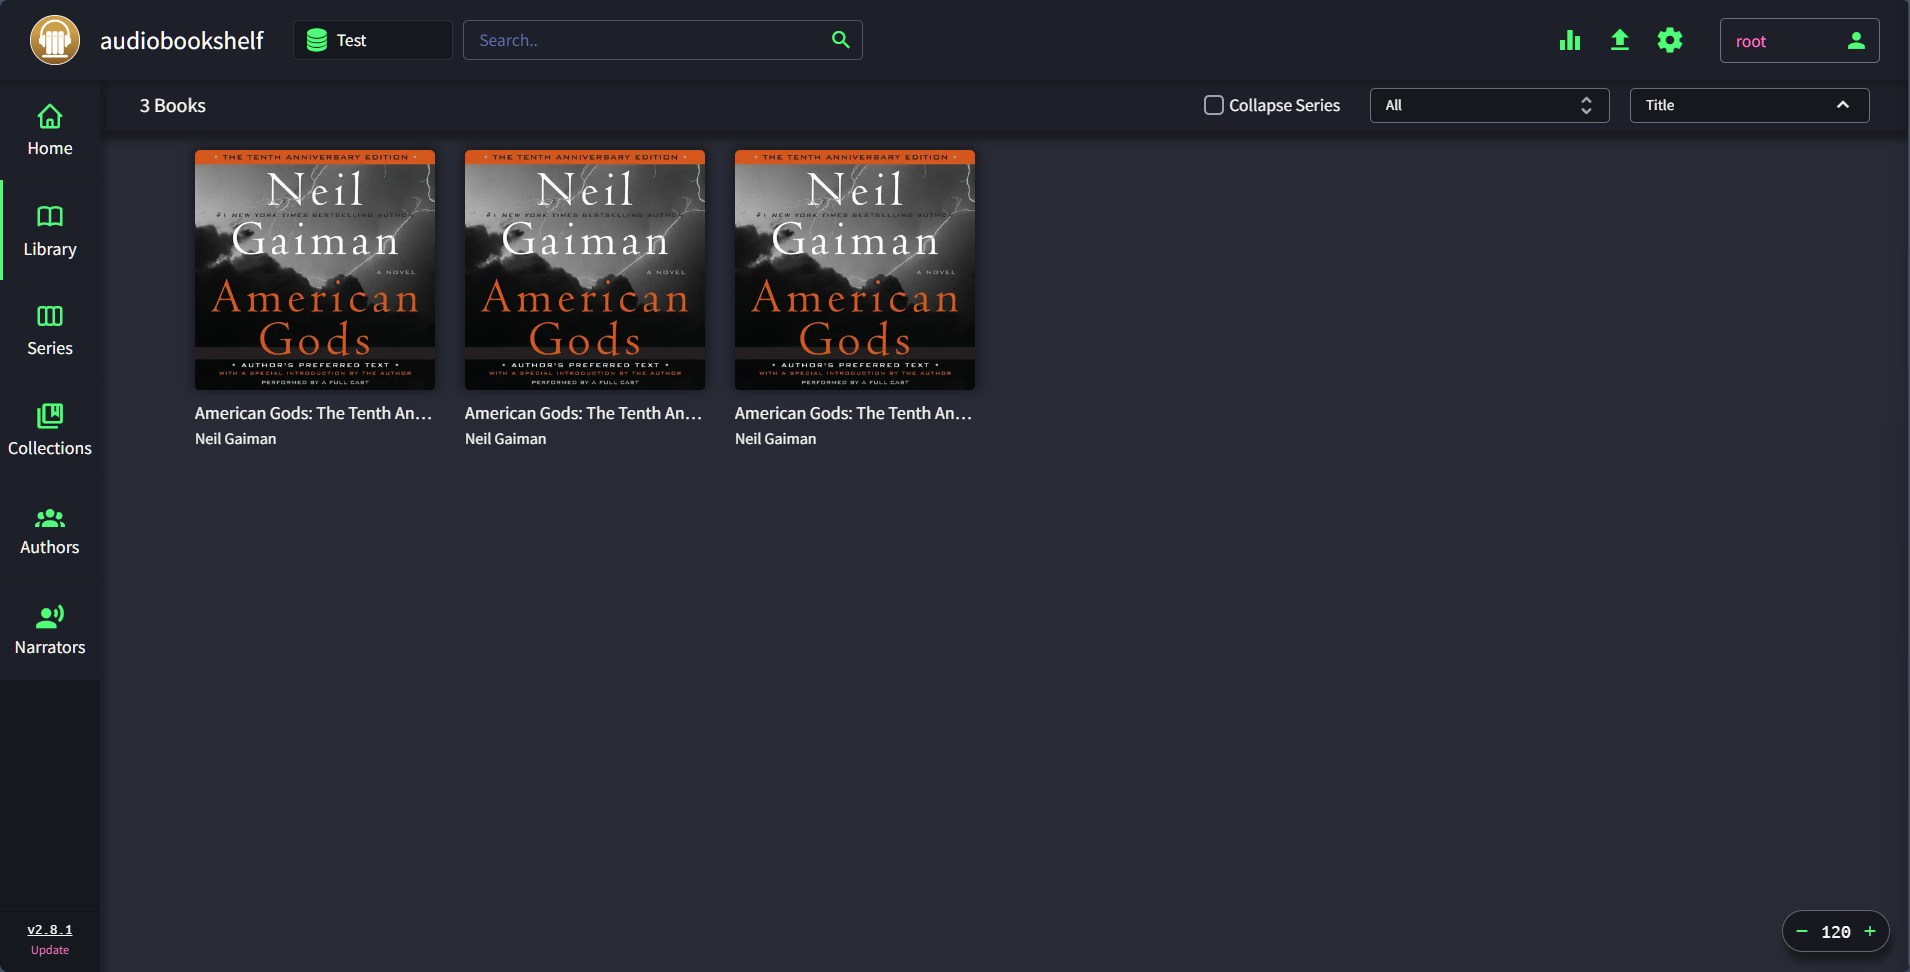 audiobookshelf
Test
Search..
root
3 Books
Collapse Series
All
Title
Home
Library
Series
Collections
Authors
Narrators
v2.8.1
Update
• THE TENTH ANNIVERSARY EDITION •
Neil
#1 NEW YORK TIMES BESTSELLING AUTHOR
Gaiman
A NOVEL
American
Gods
• AUTHOR'S PREFERRED TEXT •
WITH A SPECIAL INTRODUCTION BY THE AUTHOR
PERFORMED BY A FULL CAST
American Gods: The Tenth An...
Neil Gaiman
• THE TENTH ANNIVERSARY EDITION •
Neil
#1 NEW YORK TIMES BESTSELLING AUTHOR
Gaiman
A NOVEL
American
Gods
• AUTHOR'S PREFERRED TEXT •
WITH A SPECIAL INTRODUCTION BY THE AUTHOR
PERFORMED BY A FULL CAST
American Gods: The Tenth An...
Neil Gaiman
• THE TENTH ANNIVERSARY EDITION •
Neil
#1 NEW YORK TIMES BESTSELLING AUTHOR
Gaiman
A NOVEL
American
Gods
• AUTHOR'S PREFERRED TEXT •
WITH A SPECIAL INTRODUCTION BY THE AUTHOR
PERFORMED BY A FULL CAST
American Gods: The Tenth An...
Neil Gaiman
− 120 +